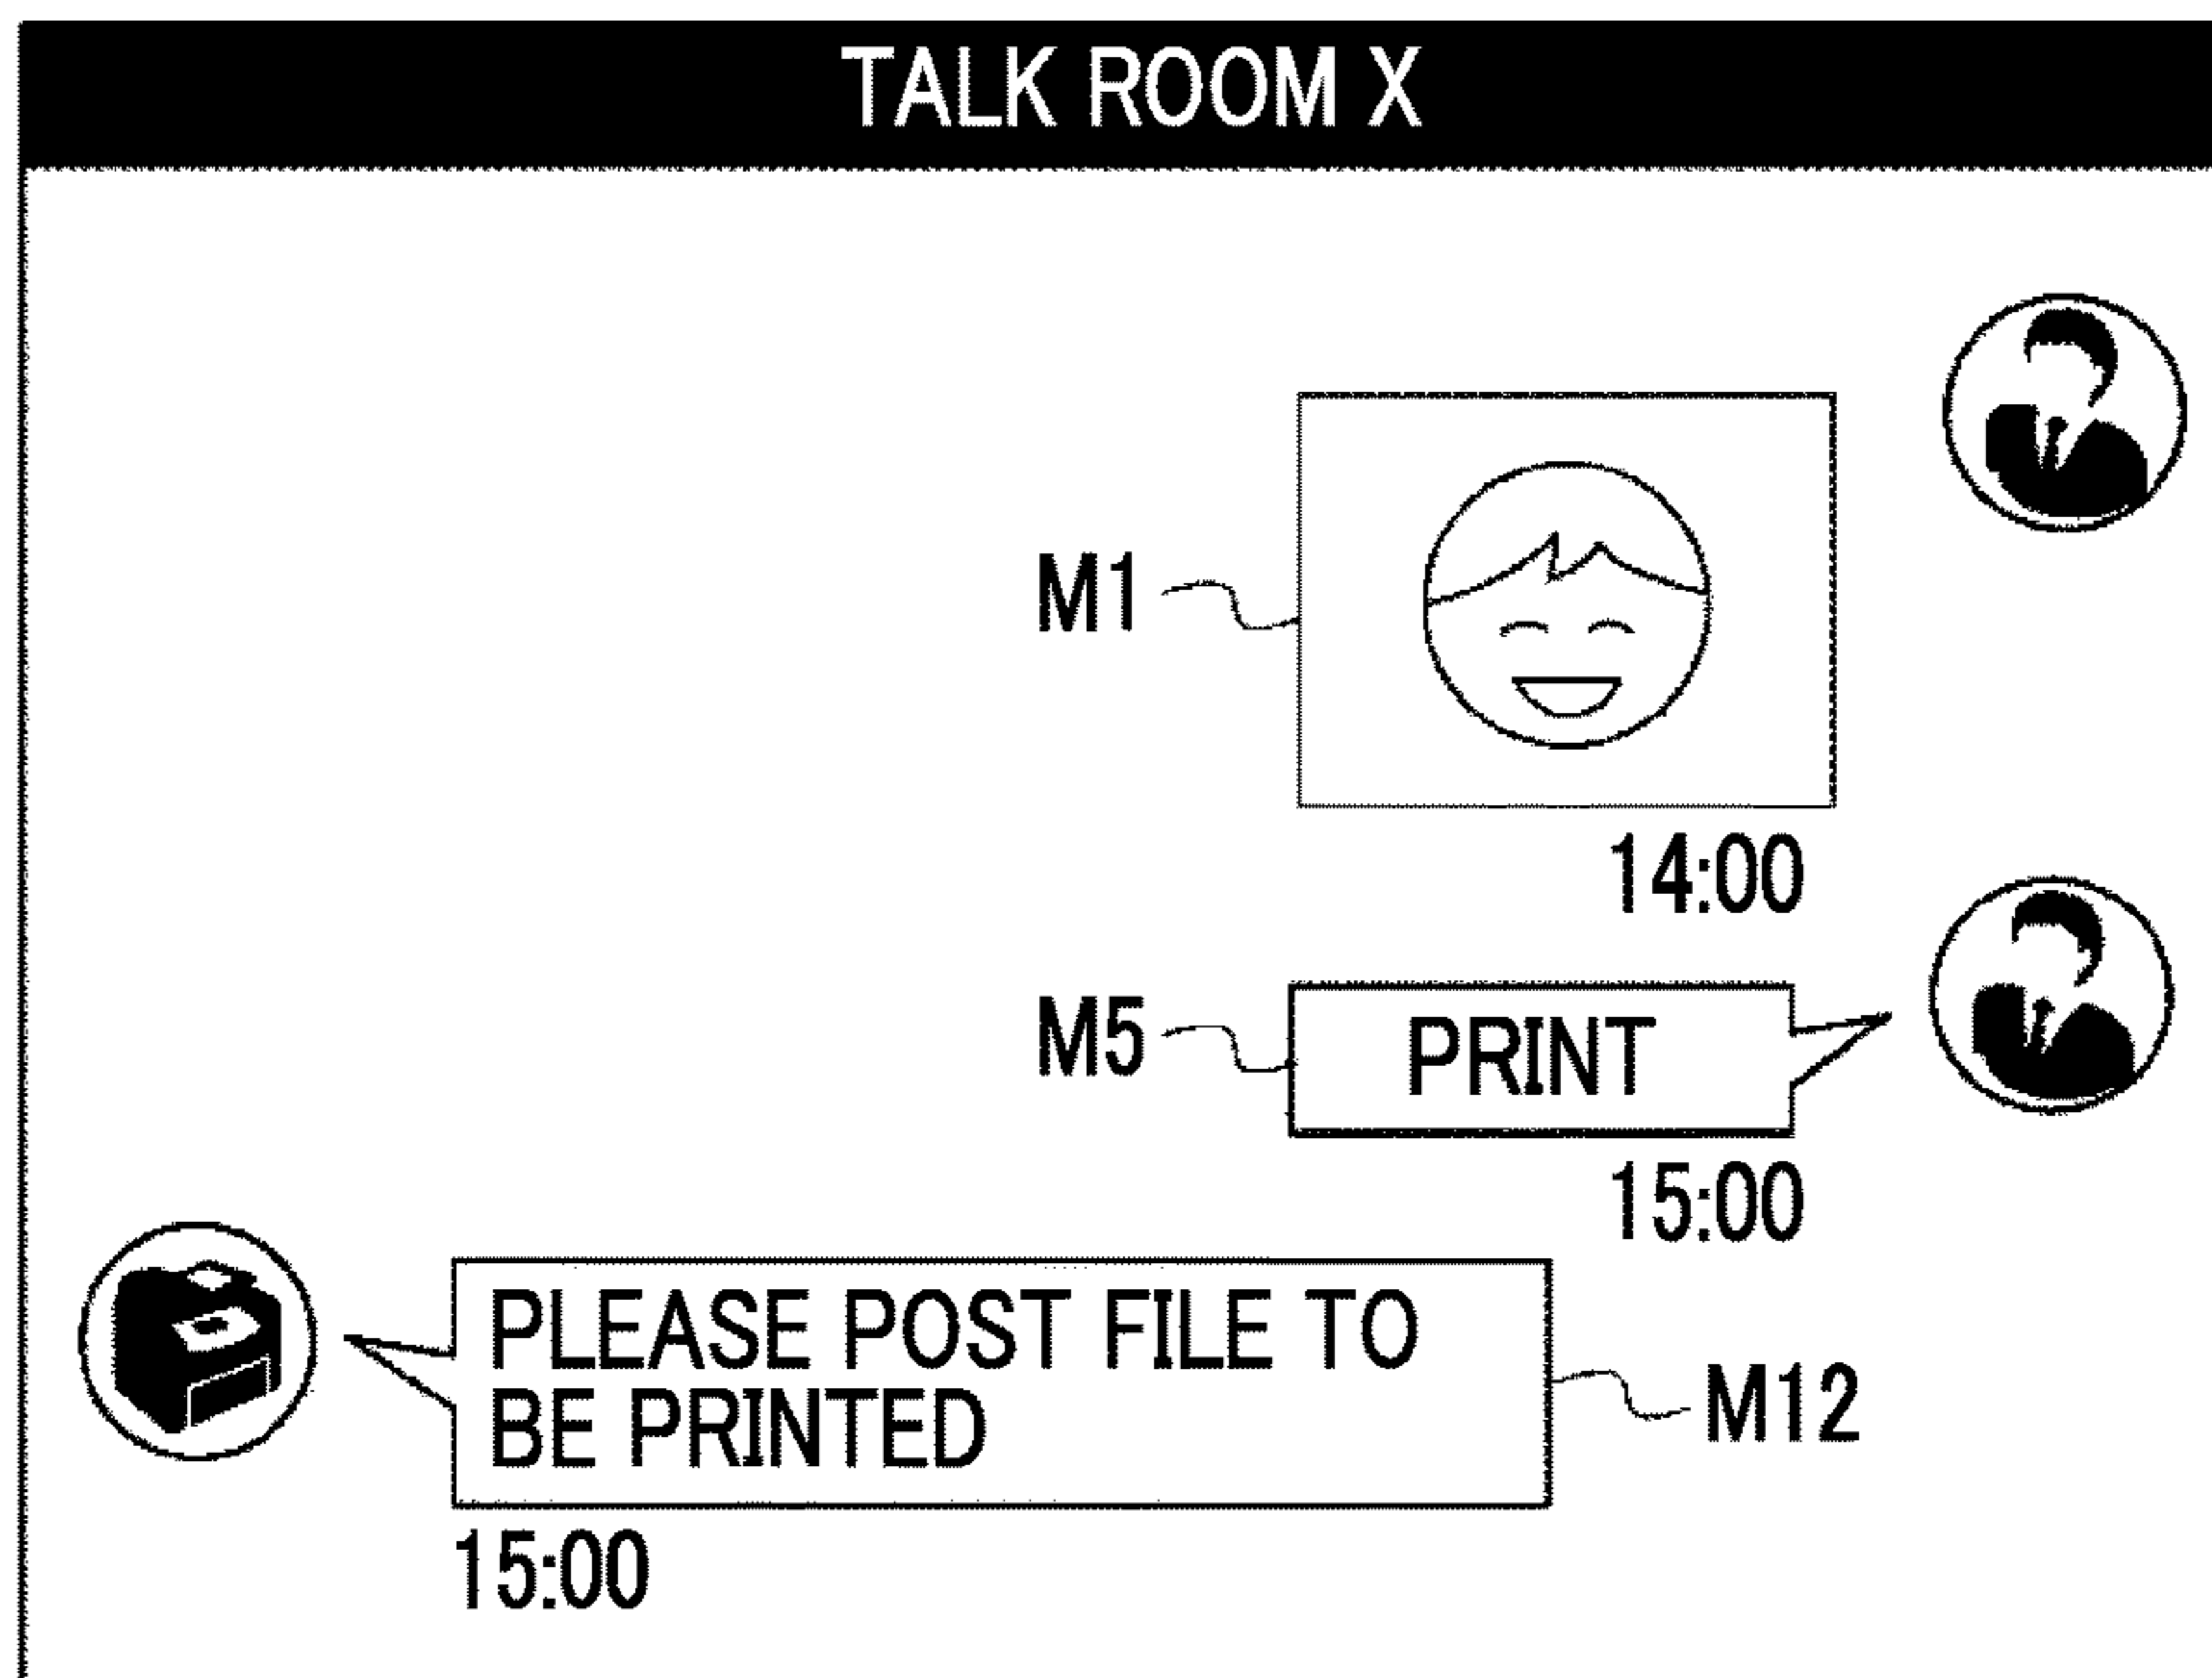 TALK ROOM X
M1
14:00
M5
PRINT
15:00
PLEASE POST FILE TO
BE PRINTED
M12
15:00